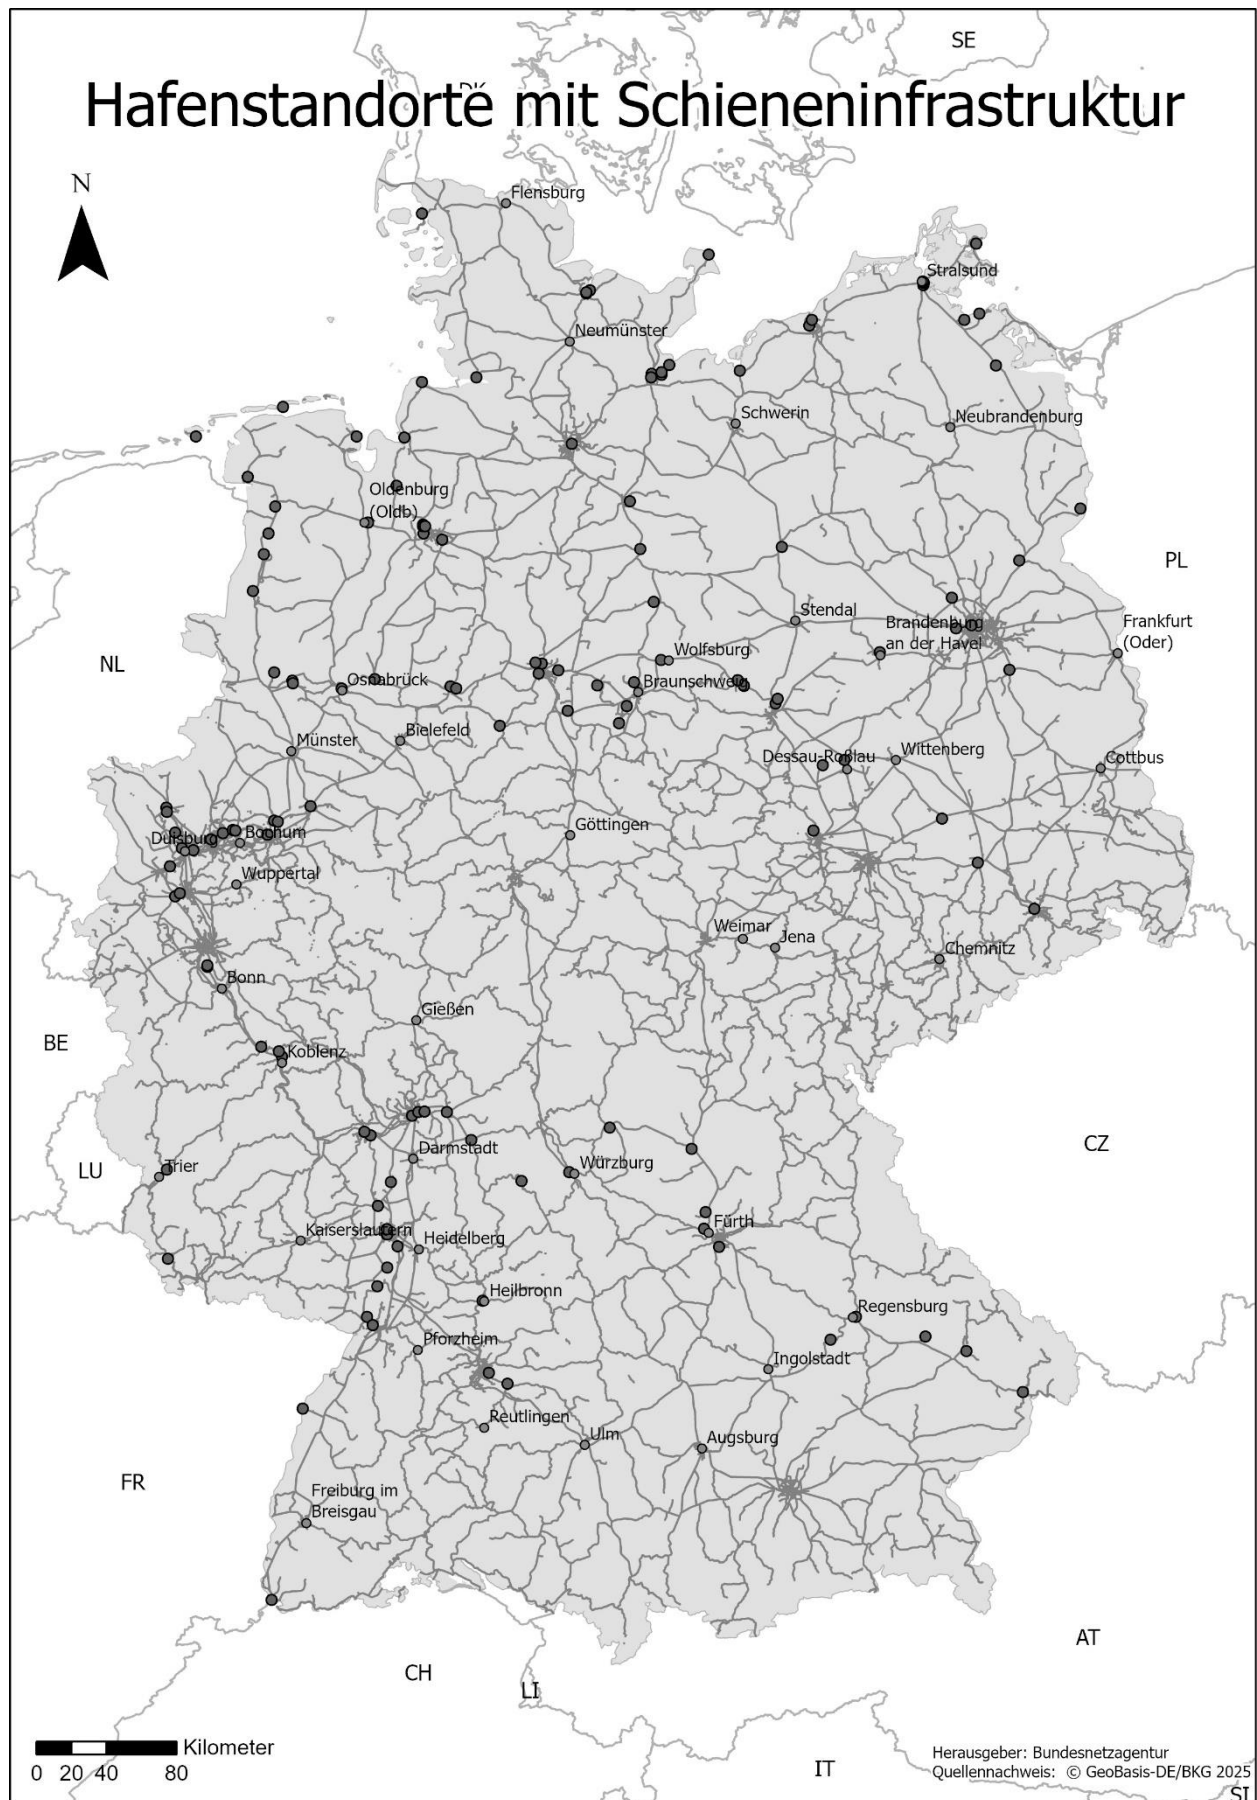 SE
DK
Hafenstandorte mit Schieneninfrastruktur
N
Flensburg
Stralsund
Neumünster
Schwerin
Neubrandenburg
Oldenburg
(Oldb)
PL
Stendal
Brandenburg
an der Havel
Frankfurt
(Oder)
NL
Wolfsburg
Osnabrück
Braunschweig
Münster
Bielefeld
Dessau-Roßlau
Wittenberg
Cottbus
Duisburg
Bochum
Göttingen
Wuppertal
Weimar
Jena
Chemnitz
Bonn
Gießen
BE
Koblenz
CZ
Darmstadt
LU
Trier
Würzburg
Kaiserslautern
Fürth
Heidelberg
Heilbronn
Regensburg
Pforzheim
Ingolstadt
Reutlingen
Ulm
Augsburg
FR
Freiburg im
Breisgau
AT
CH
LI
Kilometer
0 20 40 80
IT
Herausgeber: Bundesnetzagentur
Quellennachweis: © GeoBasis-DE/BKG 2025
SI